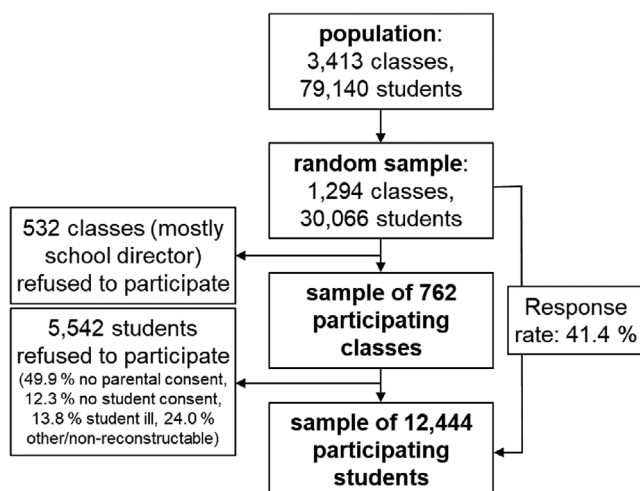 population:
3,413 classes,
79,140 students
random sample:
1,294 classes,
30,066 students
532 classes (mostly
school director)
refused to participate
sample of 762
participating
classes
Response
rate: 41.4 %
5,542 students
refused to participate
(49.9 % no parental consent,
12.3 % no student consent,
13.8 % student ill, 24.0 %
other/non-reconstructable)
sample of 12,444
participating
students